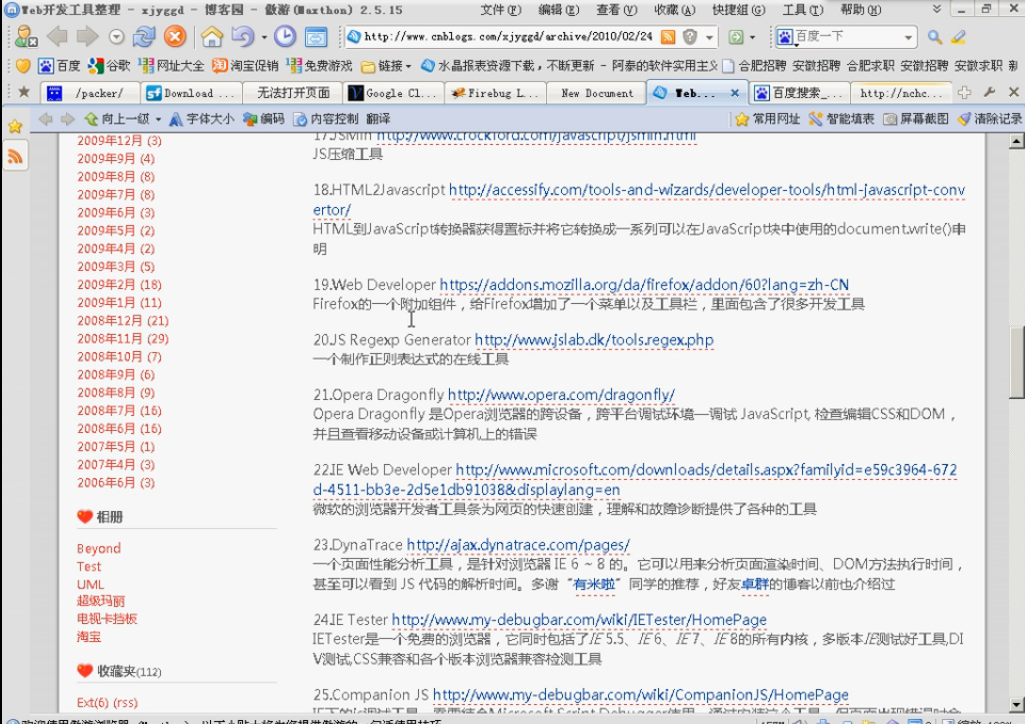 Web开发工具整理 - xjyggd - 博客园 - 傲游 (Maxthon) 2.5.15
文件(F) 编辑(E) 查看(V) 收藏(A) 快捷组(G) 工具(T) 帮助(H)
http://www.cnblogs.com/xjyggd/archive/2010/02/24
百度一下
百度 谷歌 网址大全 淘宝促销 免费游戏 链接 水晶报表资源下载，不断更新 - 阿泰的软件实用主义 合肥招聘 安徽招聘 合肥求职 安徽招聘 安徽求职
/packer/ Download ... 无法打开页面 Google Cl... Firebug L... New Document Web... 百度搜索_... http://nchc...
向上一级 字体大小 编码 内容控制 翻译 常用网址 智能填表 屏幕截图 清除记录
2009年12月 (3)
2009年9月 (4)
2009年8月 (8)
2009年7月 (8)
2009年6月 (3)
2009年5月 (2)
2009年4月 (2)
2009年3月 (5)
2009年2月 (18)
2009年1月 (11)
2008年12月 (21)
2008年11月 (29)
2008年10月 (7)
2008年9月 (6)
2008年8月 (9)
2008年7月 (16)
2008年6月 (16)
2007年5月 (1)
2007年4月 (3)
2006年6月 (3)
相册
Beyond
Test
UML
超级玛丽
电视卡挡板
淘宝
收藏夹(112)
Ext(6) (rss)
17.JSMin http://www.crockford.com/javascript/jsmin.html
JS压缩工具
18.HTML2Javascript http://accessify.com/tools-and-wizards/developer-tools/html-javascript-conv
ertor/
HTML到JavaScript转换器获得置标并将它转换成一系列可以在JavaScript块中使用的document.write()申
明
19.Web Developer https://addons.mozilla.org/da/firefox/addon/60?lang=zh-CN
Firefox的一个附加组件，给Firefox增加了一个菜单以及工具栏，里面包含了很多开发工具
20.JS Regexp Generator http://www.jslab.dk/tools.regex.php
一个制作正则表达式的在线工具
21.Opera Dragonfly http://www.opera.com/dragonfly/
Opera Dragonfly 是Opera浏览器的跨设备，跨平台调试环境—调试 JavaScript, 检查编辑CSS和DOM，
并且查看移动设备或计算机上的错误
22.IE Web Developer http://www.microsoft.com/downloads/details.aspx?familyid=e59c3964-672
d-4511-bb3e-2d5e1db91038&displaylang=en
微软的浏览器开发者工具条为网页的快速创建，理解和故障诊断提供了各种的工具
23.DynaTrace http://ajax.dynatrace.com/pages/
一个页面性能分析工具，是针对浏览器 IE 6 ~ 8 的。它可以用来分析页面渲染时间、DOM方法执行时间，
甚至可以看到 JS 代码的解析时间。多谢“有米啦”同学的推荐，好友卓群的博客以前也介绍过
24.IE Tester http://www.my-debugbar.com/wiki/IETester/HomePage
IETester是一个免费的浏览器，它同时包括了IE 5.5、IE 6、IE 7、IE 8的所有内核，多版本IE测试好工具,DI
V测试,CSS兼容和各个版本浏览器兼容检测工具
25.Companion JS http://www.my-debugbar.com/wiki/CompanionJS/HomePage